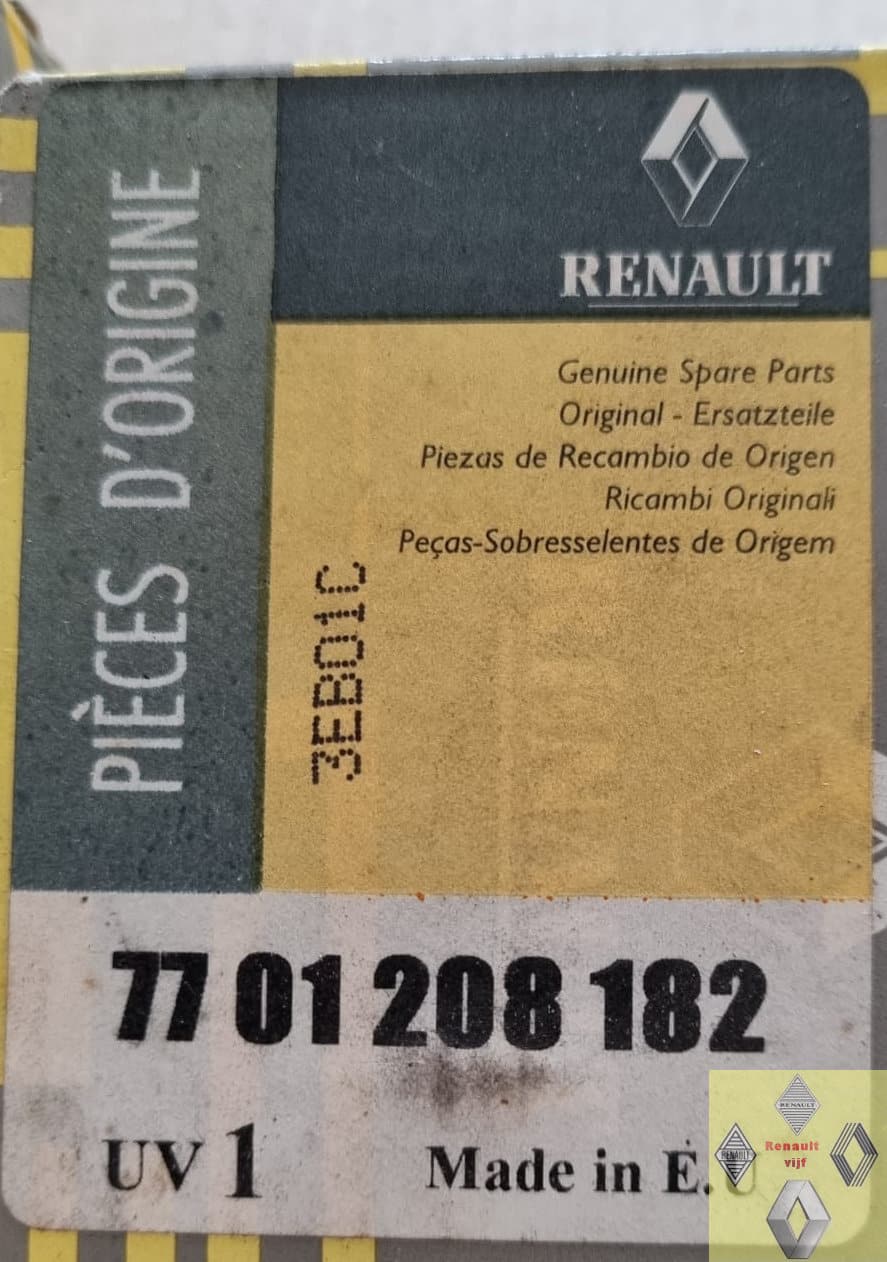 PIÈCES D'ORIGINE
RENAULT
Genuine Spare Parts
Original - Ersatzteile
Piezas de Recambio de Origen
Ricambi Originali
Peças-Sobresselentes de Origem
3EB01C
77 01 208 182
UV 1 Made in E.U
RENAULT
RENAULT
Renault
vijf